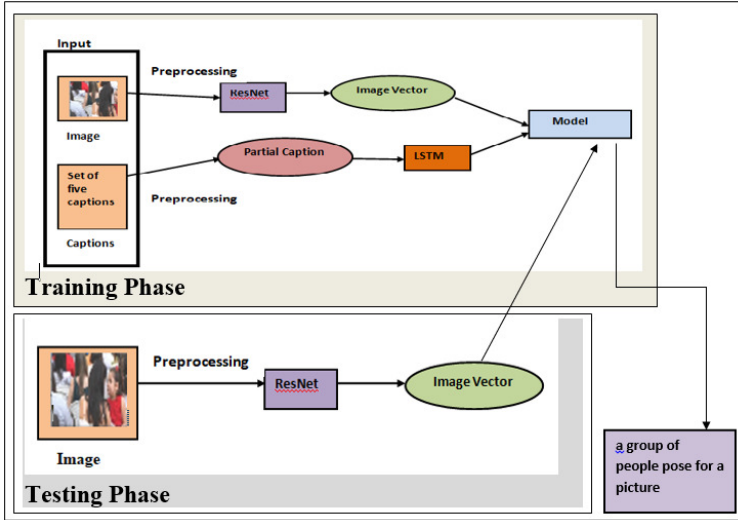 Input
Preprocessing
ResNet
Image Vector
Image
Model
Partial Caption
LSTM
Set of
five
captions
Preprocessing
Captions
Training Phase
Preprocessing
ResNet
Image Vector
Image
Testing Phase
a group of
people pose for a
picture